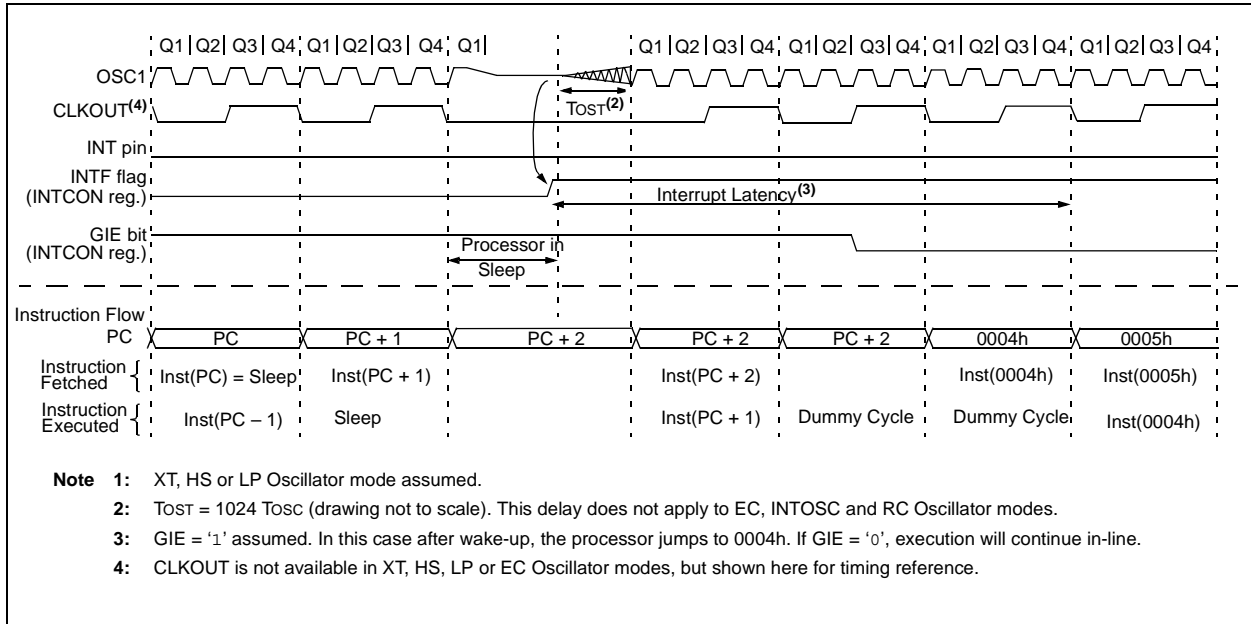 Q1 Q2 Q3 Q4 Q1 Q2 Q3 Q4 Q1 Q1 Q2 Q3 Q4 Q1 Q2 Q3 Q4 Q1 Q2 Q3 Q4 Q1 Q2 Q3 Q4
OSC1
TOST(2)
CLKOUT(4)
INT pin
INTF flag
(INTCON reg.)
Interrupt Latency(3)
GIE bit
(INTCON reg.)
Processor in
Sleep
Instruction Flow
PC PC PC + 1 PC + 2 PC + 2 PC + 2 0004h 0005h
Instruction
Fetched
Inst(PC) = Sleep Inst(PC + 1) Inst(PC + 2) Inst(0004h) Inst(0005h)
Instruction
Executed
Inst(PC – 1) Sleep Inst(PC + 1) Dummy Cycle Dummy Cycle Inst(0004h)
Note 1: XT, HS or LP Oscillator mode assumed.
2: TOST = 1024 TOSC (drawing not to scale). This delay does not apply to EC, INTOSC and RC Oscillator modes.
3: GIE = ‘1’ assumed. In this case after wake-up, the processor jumps to 0004h. If GIE = ‘0’, execution will continue in-line.
4: CLKOUT is not available in XT, HS, LP or EC Oscillator modes, but shown here for timing reference.